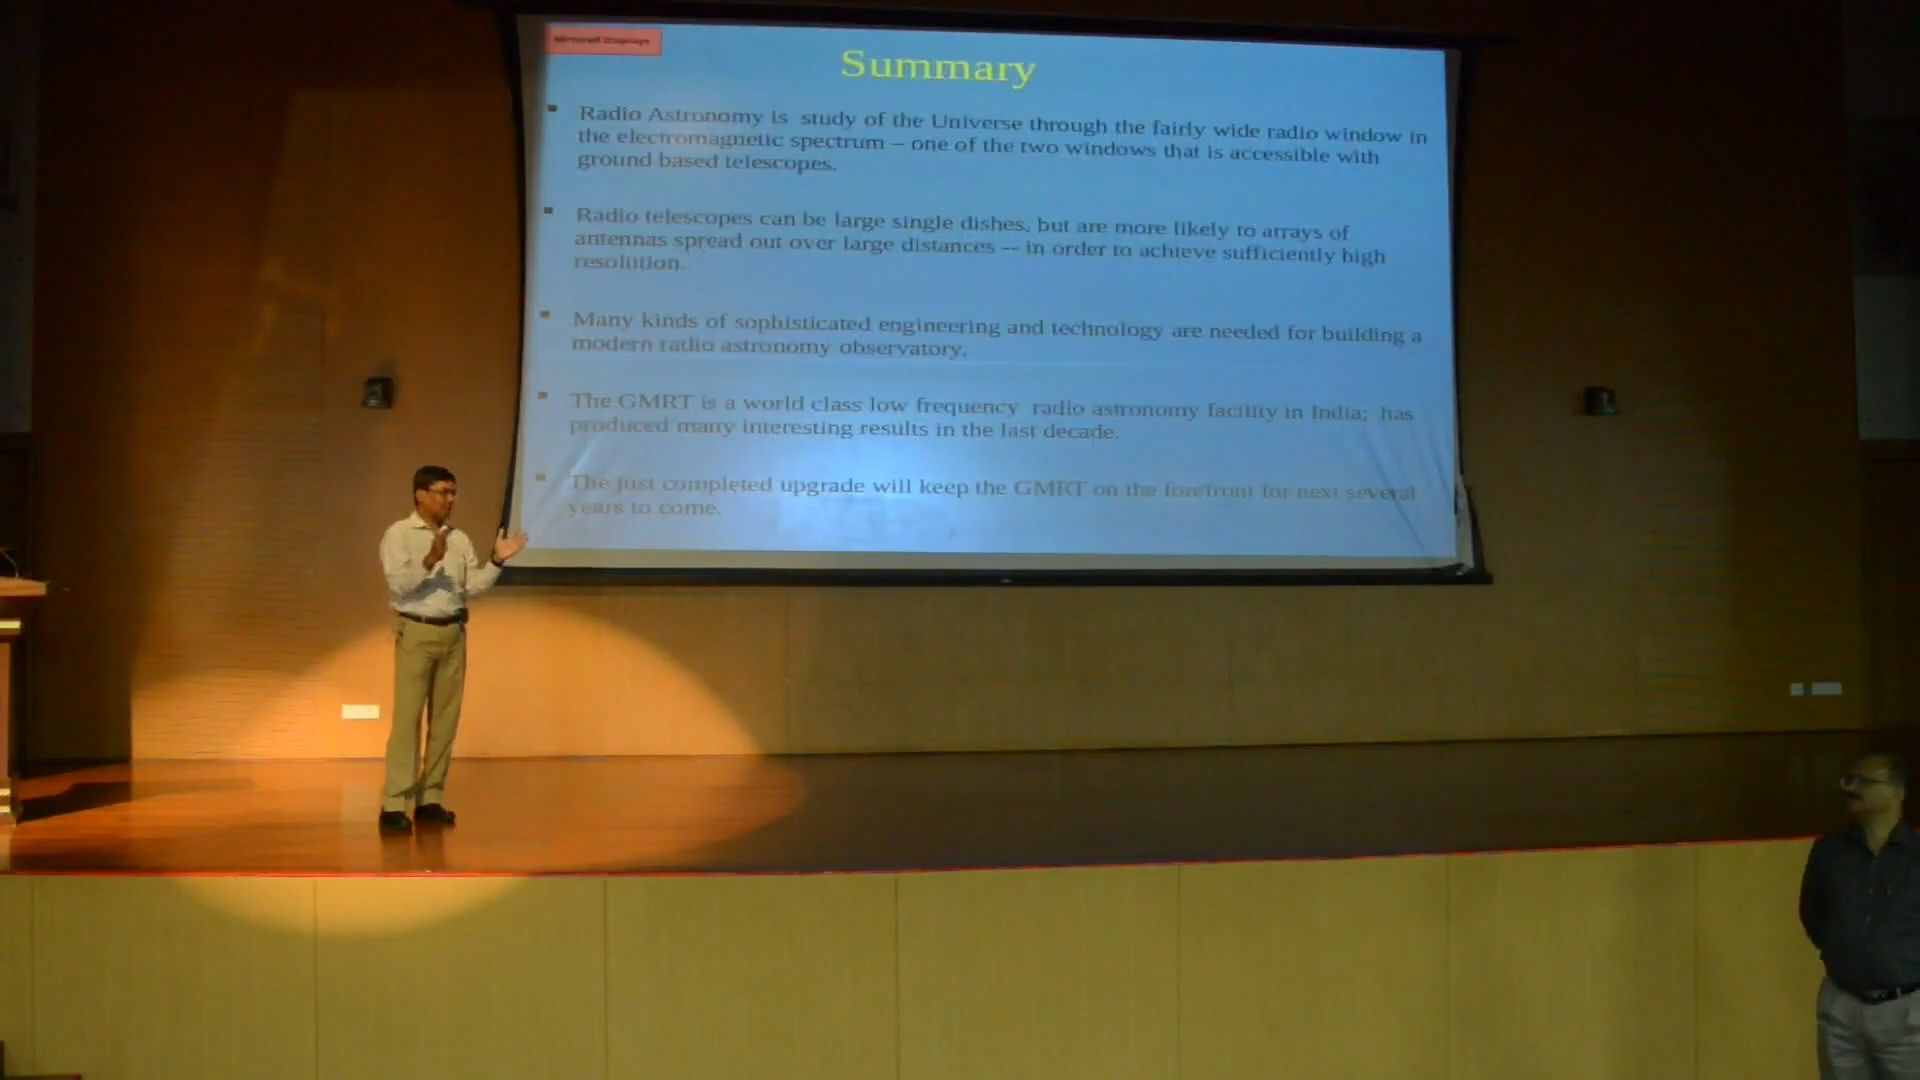 Mirrored Displays
Summary
Radio Astronomy is study of the Universe through the fairly wide radio window in
the electromagnetic spectrum – one of the two windows that is accessible with
ground based telescopes.
Radio telescopes can be large single dishes, but are more likely to arrays of
antennas spread out over large distances -- in order to achieve sufficiently high
resolution.
Many kinds of sophisticated engineering and technology are needed for building a
modern radio astronomy observatory.
The GMRT is a world class low frequency radio astronomy facility in India; has
produced many interesting results in the last decade.
The just completed upgrade will keep the GMRT on the forefront for next several
years to come.